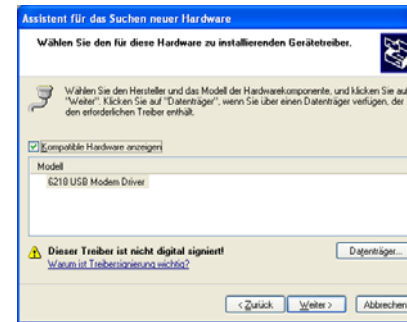 Assistent für das Suchen neuer Hardware
Wählen Sie den für diese Hardware zu installierenden Gerätetreiber.
Wählen Sie den Hersteller und das Modell der Hardwarekomponente, und klicken Sie auf
"Weiter". Klicken Sie auf "Datenträger", wenn Sie über einen Datenträger verfügen, der
den erforderlichen Treiber enthält.
Kompatible Hardware anzeigen
Modell
6210 USB Modem Driver
Dieser Treiber ist nicht digital signiert!
Datenträger...
Warum ist Treibersignierung wichtig?
< Zurück Weiter > Abbrechen